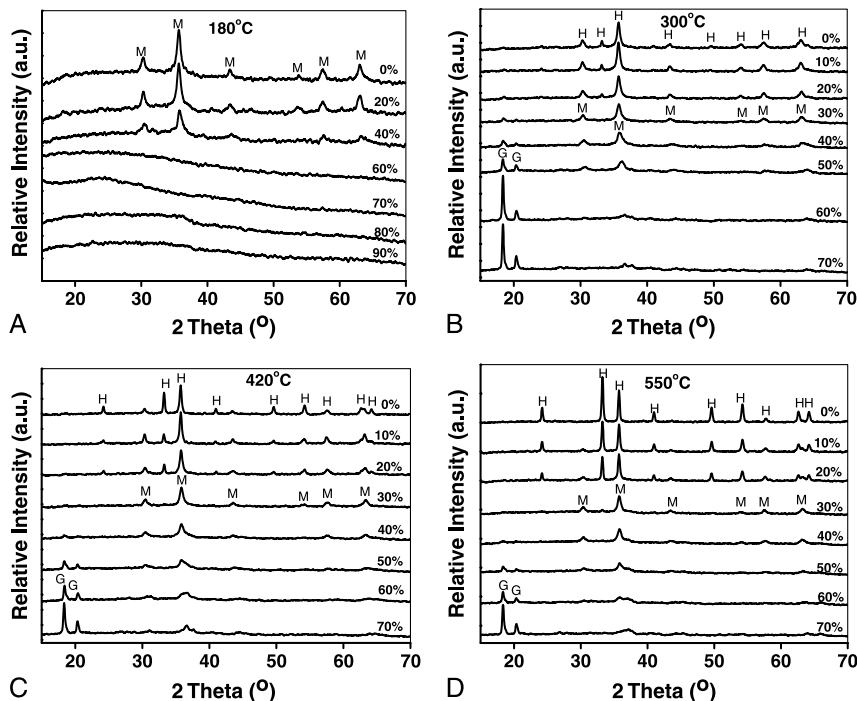 180°C
M M M M M M
0%
20%
40%
60%
70%
80%
90%
Relative Intensity (a.u.)
20 30 40 50 60 70
2 Theta (°)
A
300°C
H H H H H H H H
0%
10%
20%
30%
M M M M M
40%
M
G G
50%
60%
70%
Relative Intensity (a.u.)
20 30 40 50 60 70
2 Theta (°)
B
420°C
H H H H H H H H H
0%
10%
20%
30%
M M M M M M
40%
50%
G G
60%
70%
Relative Intensity (a.u.)
20 30 40 50 60 70
2 Theta (°)
C
550°C
H H H H H H H HH
0%
10%
20%
30%
M M M M M M
40%
50%
G G
60%
70%
Relative Intensity (a.u.)
20 30 40 50 60 70
2 Theta (°)
D